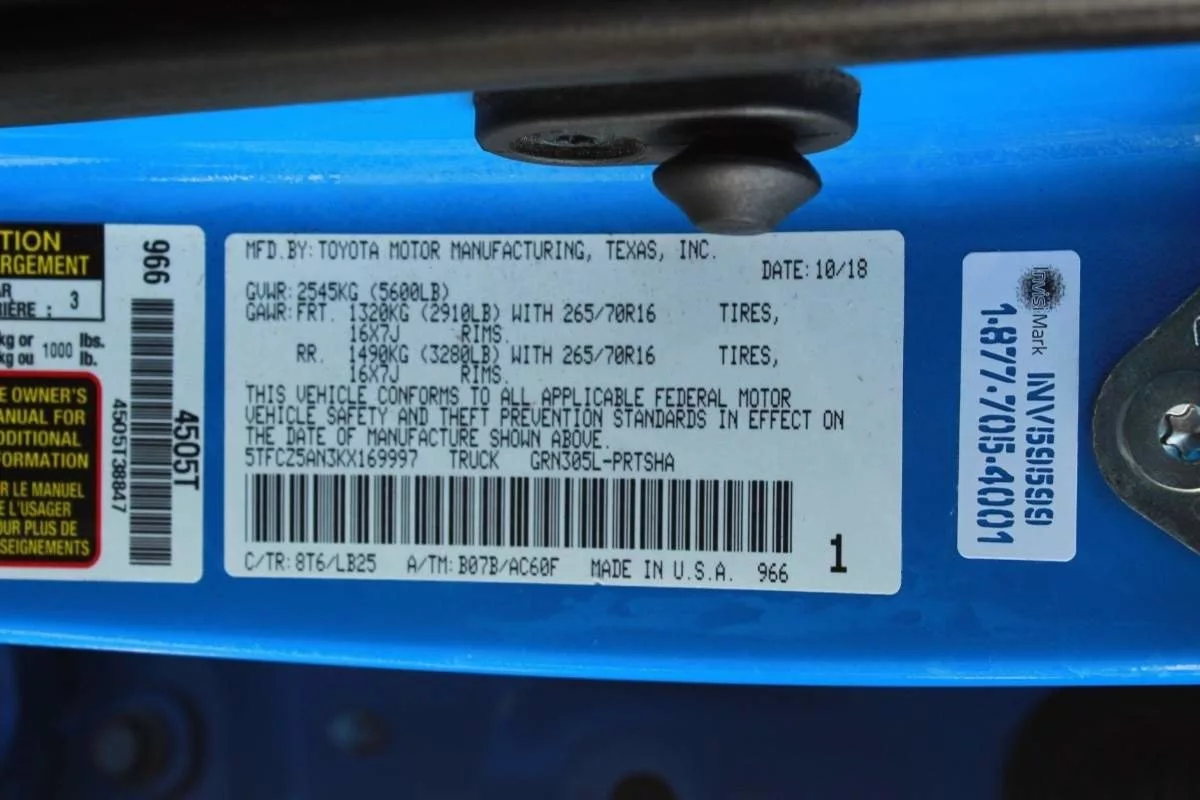 TION
RGEMENT
AR
RIÈRE : 3
kg or
kg ou 1000 lbs.
lb.
E OWNER'S
ANUAL FOR
DDITIONAL
FORMATION
R LE MANUEL
E L'USAGER
OUR PLUS DE
SEIGNEMENTS
966
4505T
4505T38847
MFD.BY:TOYOTA MOTOR MANUFACTURING, TEXAS, INC.
DATE:10/18
GVWR:2545KG (5600LB)
GAWR:FRT. 1320KG (2910LB) WITH 265/70R16 TIRES,
16X7J RIMS.
RR. 1490KG (3280LB) WITH 265/70R16 TIRES,
16X7J RIMS.
THIS VEHICLE CONFORMS TO ALL APPLICABLE FEDERAL MOTOR
VEHICLE SAFETY AND THEFT PREVENTION STANDARDS IN EFFECT ON
THE DATE OF MANUFACTURE SHOWN ABOVE.
5TFCZ5AN3KX169997 TRUCK GRN305L-PRTSHA
C/TR:8T6/LB25 A/TM:B07B/AC60F MADE IN U.S.A. 966
1
InvisiMark INV59599
1·877·705·4001